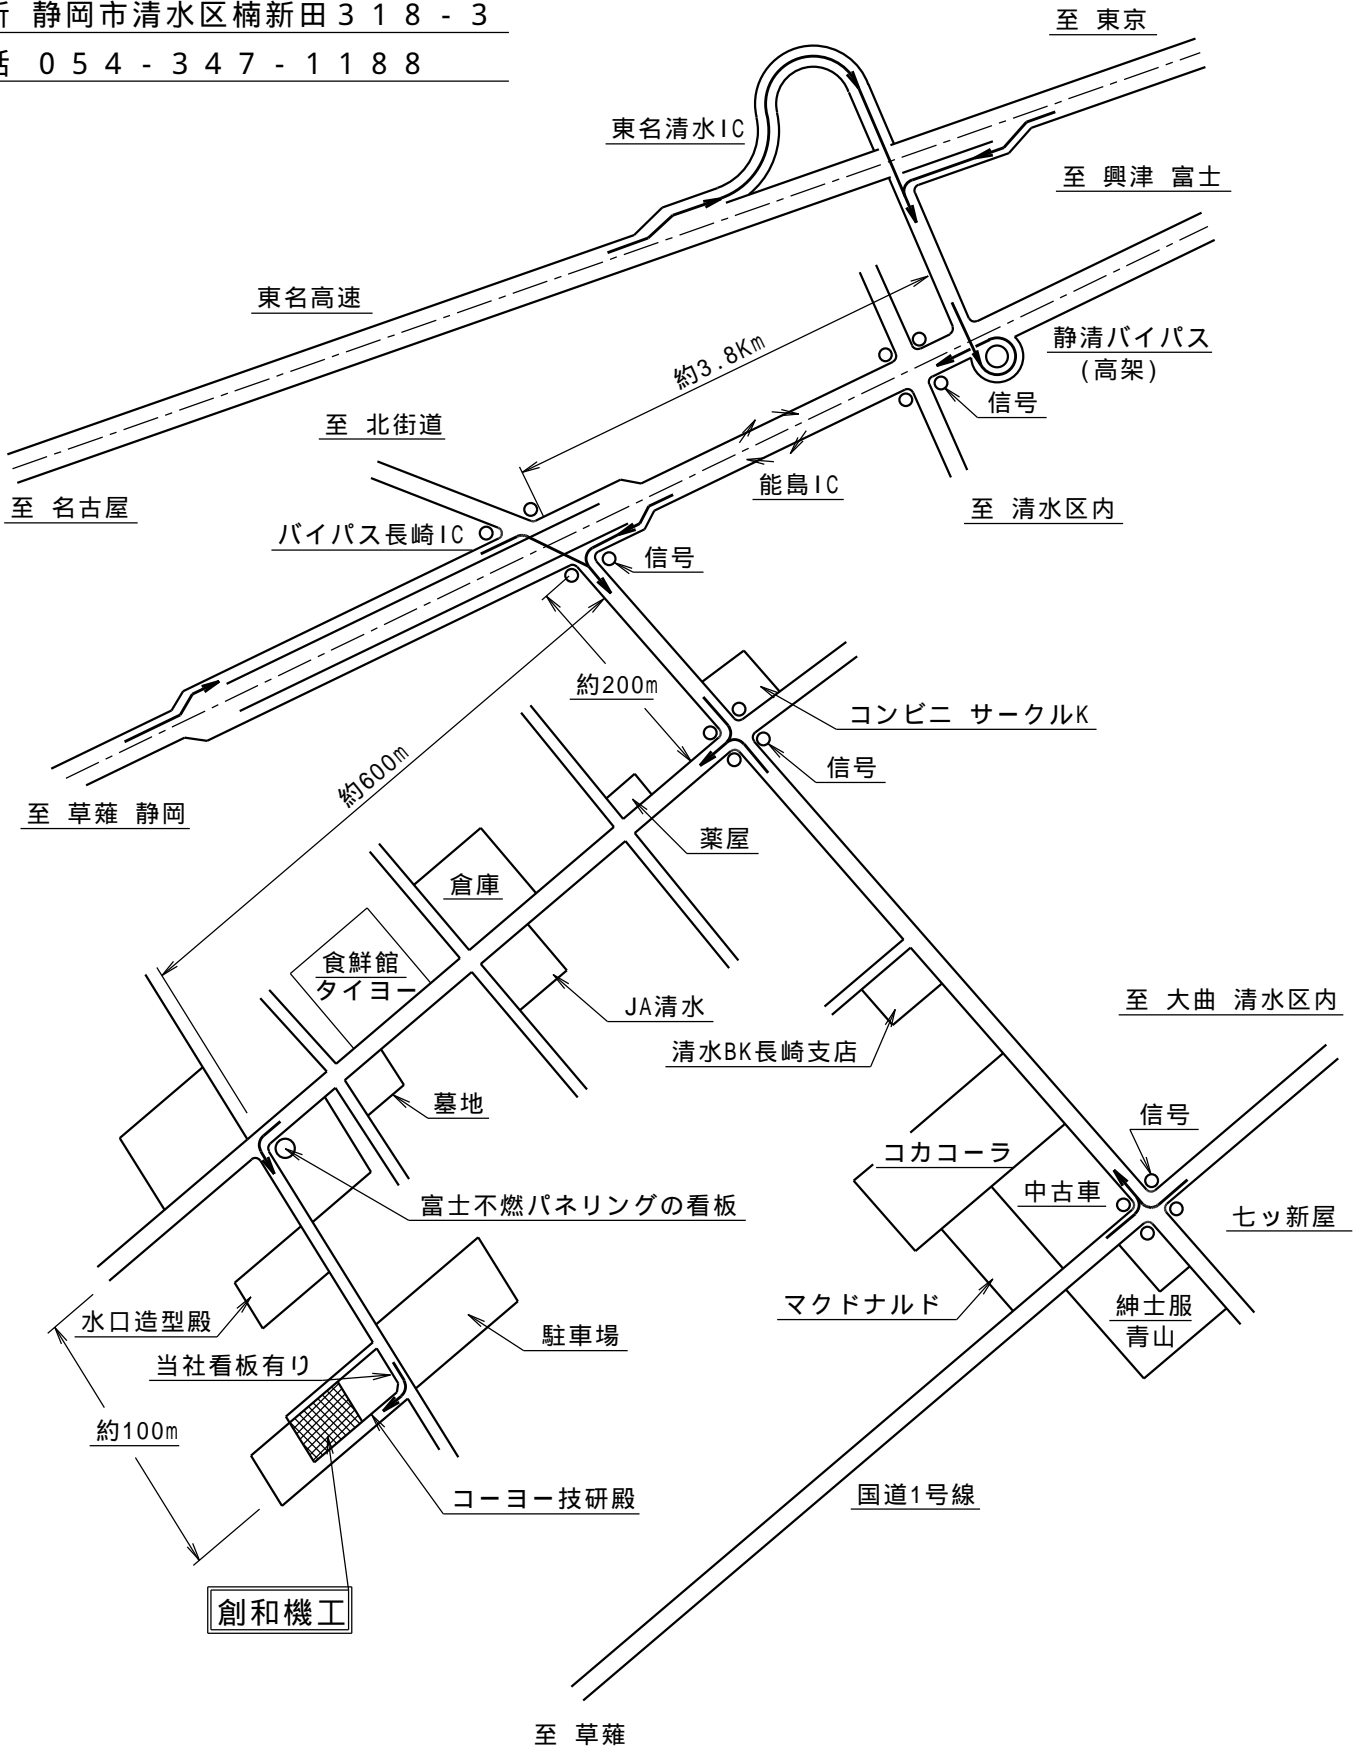 静岡市清水区楠新田318-3
054-347-1188
至 東京
東名清水IC
至 興津 富士
東名高速
静清バイパス
(高架)
約3.8Km
信号
至 北街道
能島IC
至 名古屋
至 清水区内
バイパス長崎IC
信号
約200m
コンビニ サークルK
信号
約600m
至 草薙 静岡
薬屋
倉庫
食鮮館
タイヨー
JA清水
至 大曲 清水区内
清水BK長崎支店
墓地
信号
コカコーラ
中古車
富士不燃パネリングの看板
七ッ新屋
水口造型殿
マクドナルド
紳士服
青山
駐車場
当社看板有り
約100m
コーヨー技研殿
国道1号線
創和機工
至 草薙